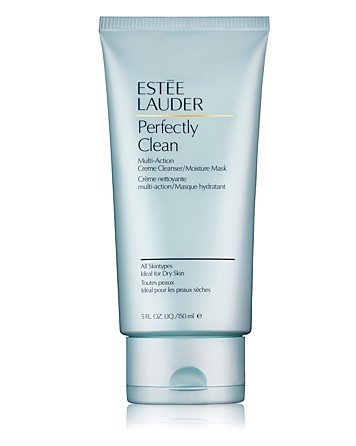 ESTĒE
LAUDER
Perfectly
Clean
Multi-Action
Creme Cleanser/Moisture Mask
Crème nettoyante
multi-action/Masque hydratant
All Skintypes
Ideal for Dry Skin
Toutes peaux
Idéal pour les peaux sèches
5 FL. OZ. LIQ./150 ml ℮